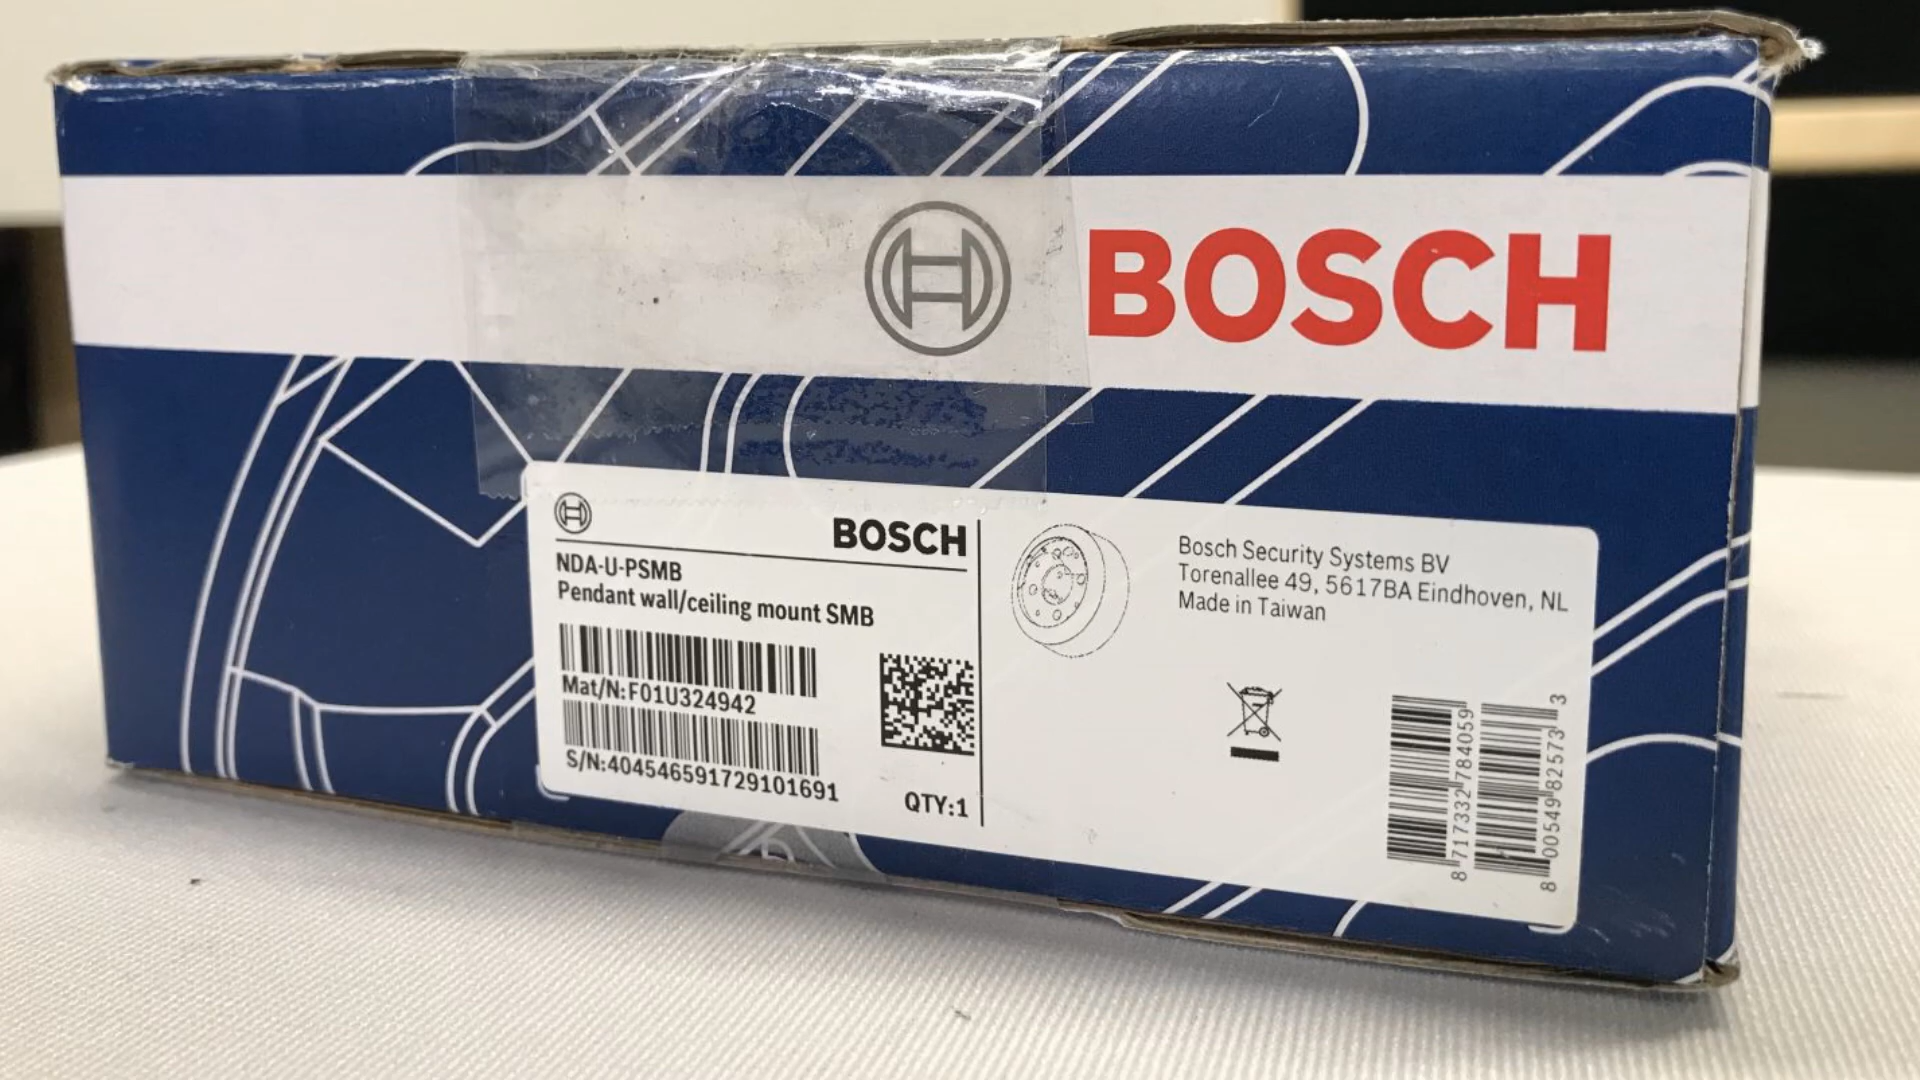 BOSCH
BOSCH
NDA-U-PSMB
Pendant wall/ceiling mount SMB
Mat/N:F01U324942
S/N:404546591729101691
QTY:1
Bosch Security Systems BV
Torenallee 49, 5617BA Eindhoven, NL
Made in Taiwan
8 717332 784059
8 00549 82573 3